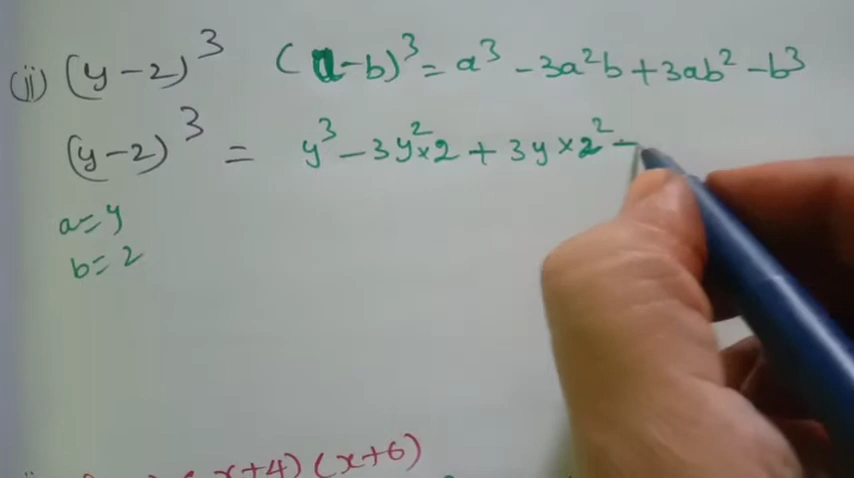 (ii) (y-2)³ (a-b)³ = a³ - 3a²b + 3ab² - b³
(y-2)³ = y³ - 3y²×2 + 3y×2² -
a = y
b = 2
x+4)(x+6)